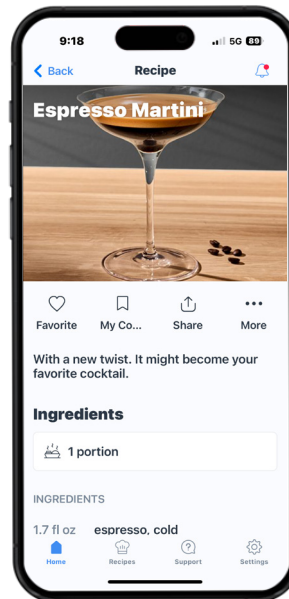 9:18 5G 89
Back Recipe
Espresso Martini
Favorite My Co... Share More
With a new twist. It might become your
favorite cocktail.
Ingredients
1 portion
INGREDIENTS
1.7 fl oz espresso, cold
Home Recipes Support Settings